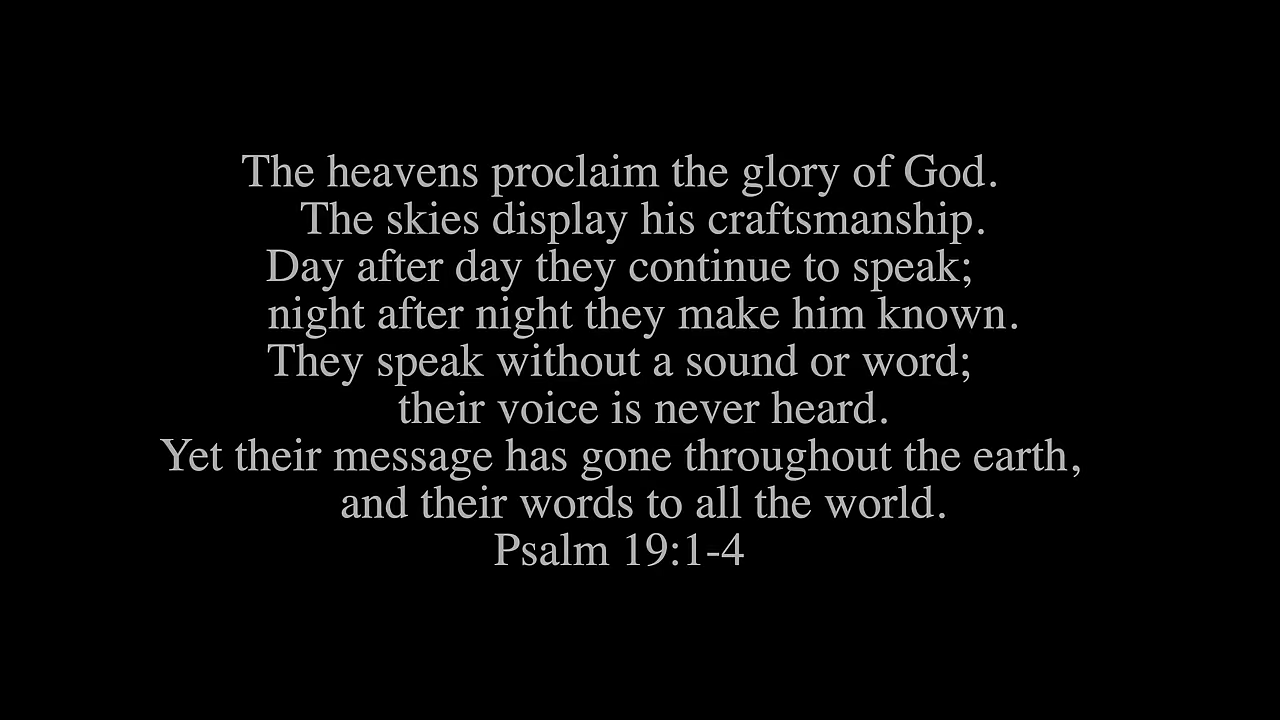 The heavens proclaim the glory of God.
The skies display his craftsmanship.
Day after day they continue to speak;
night after night they make him known.
They speak without a sound or word;
their voice is never heard.
Yet their message has gone throughout the earth,
and their words to all the world.
Psalm 19:1-4